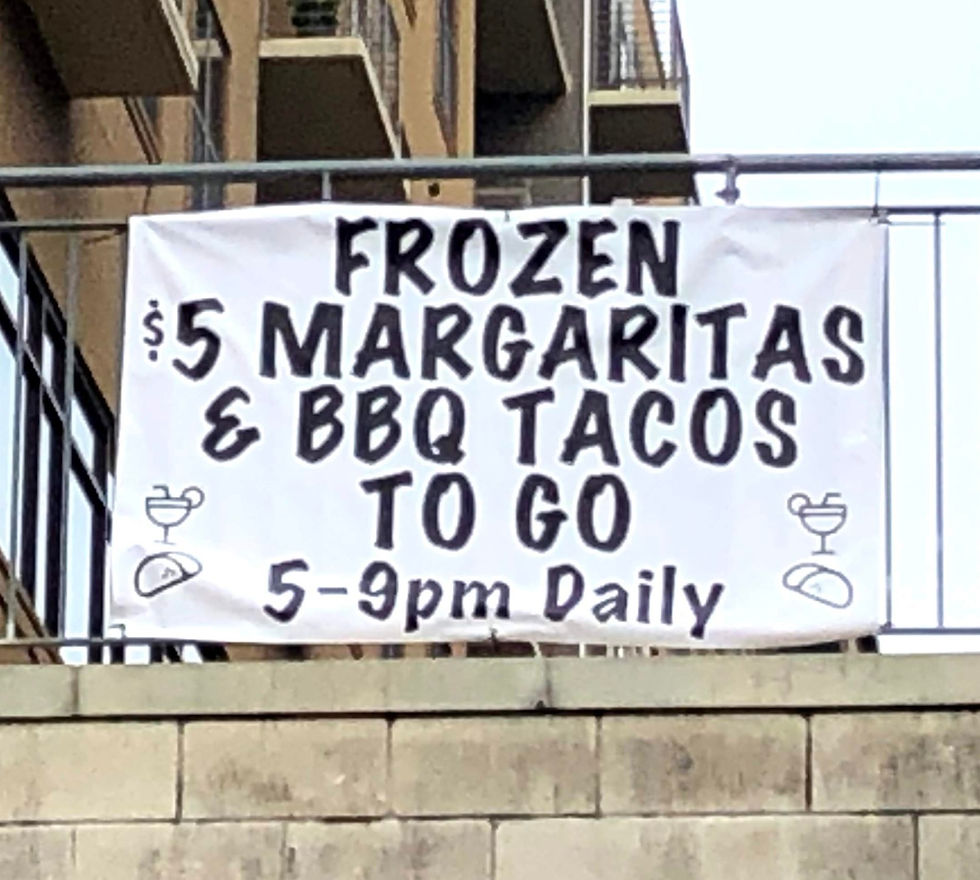 FROZEN
$5 MARGARITAS
& BBQ TACOS
TO GO
5-9pm Daily